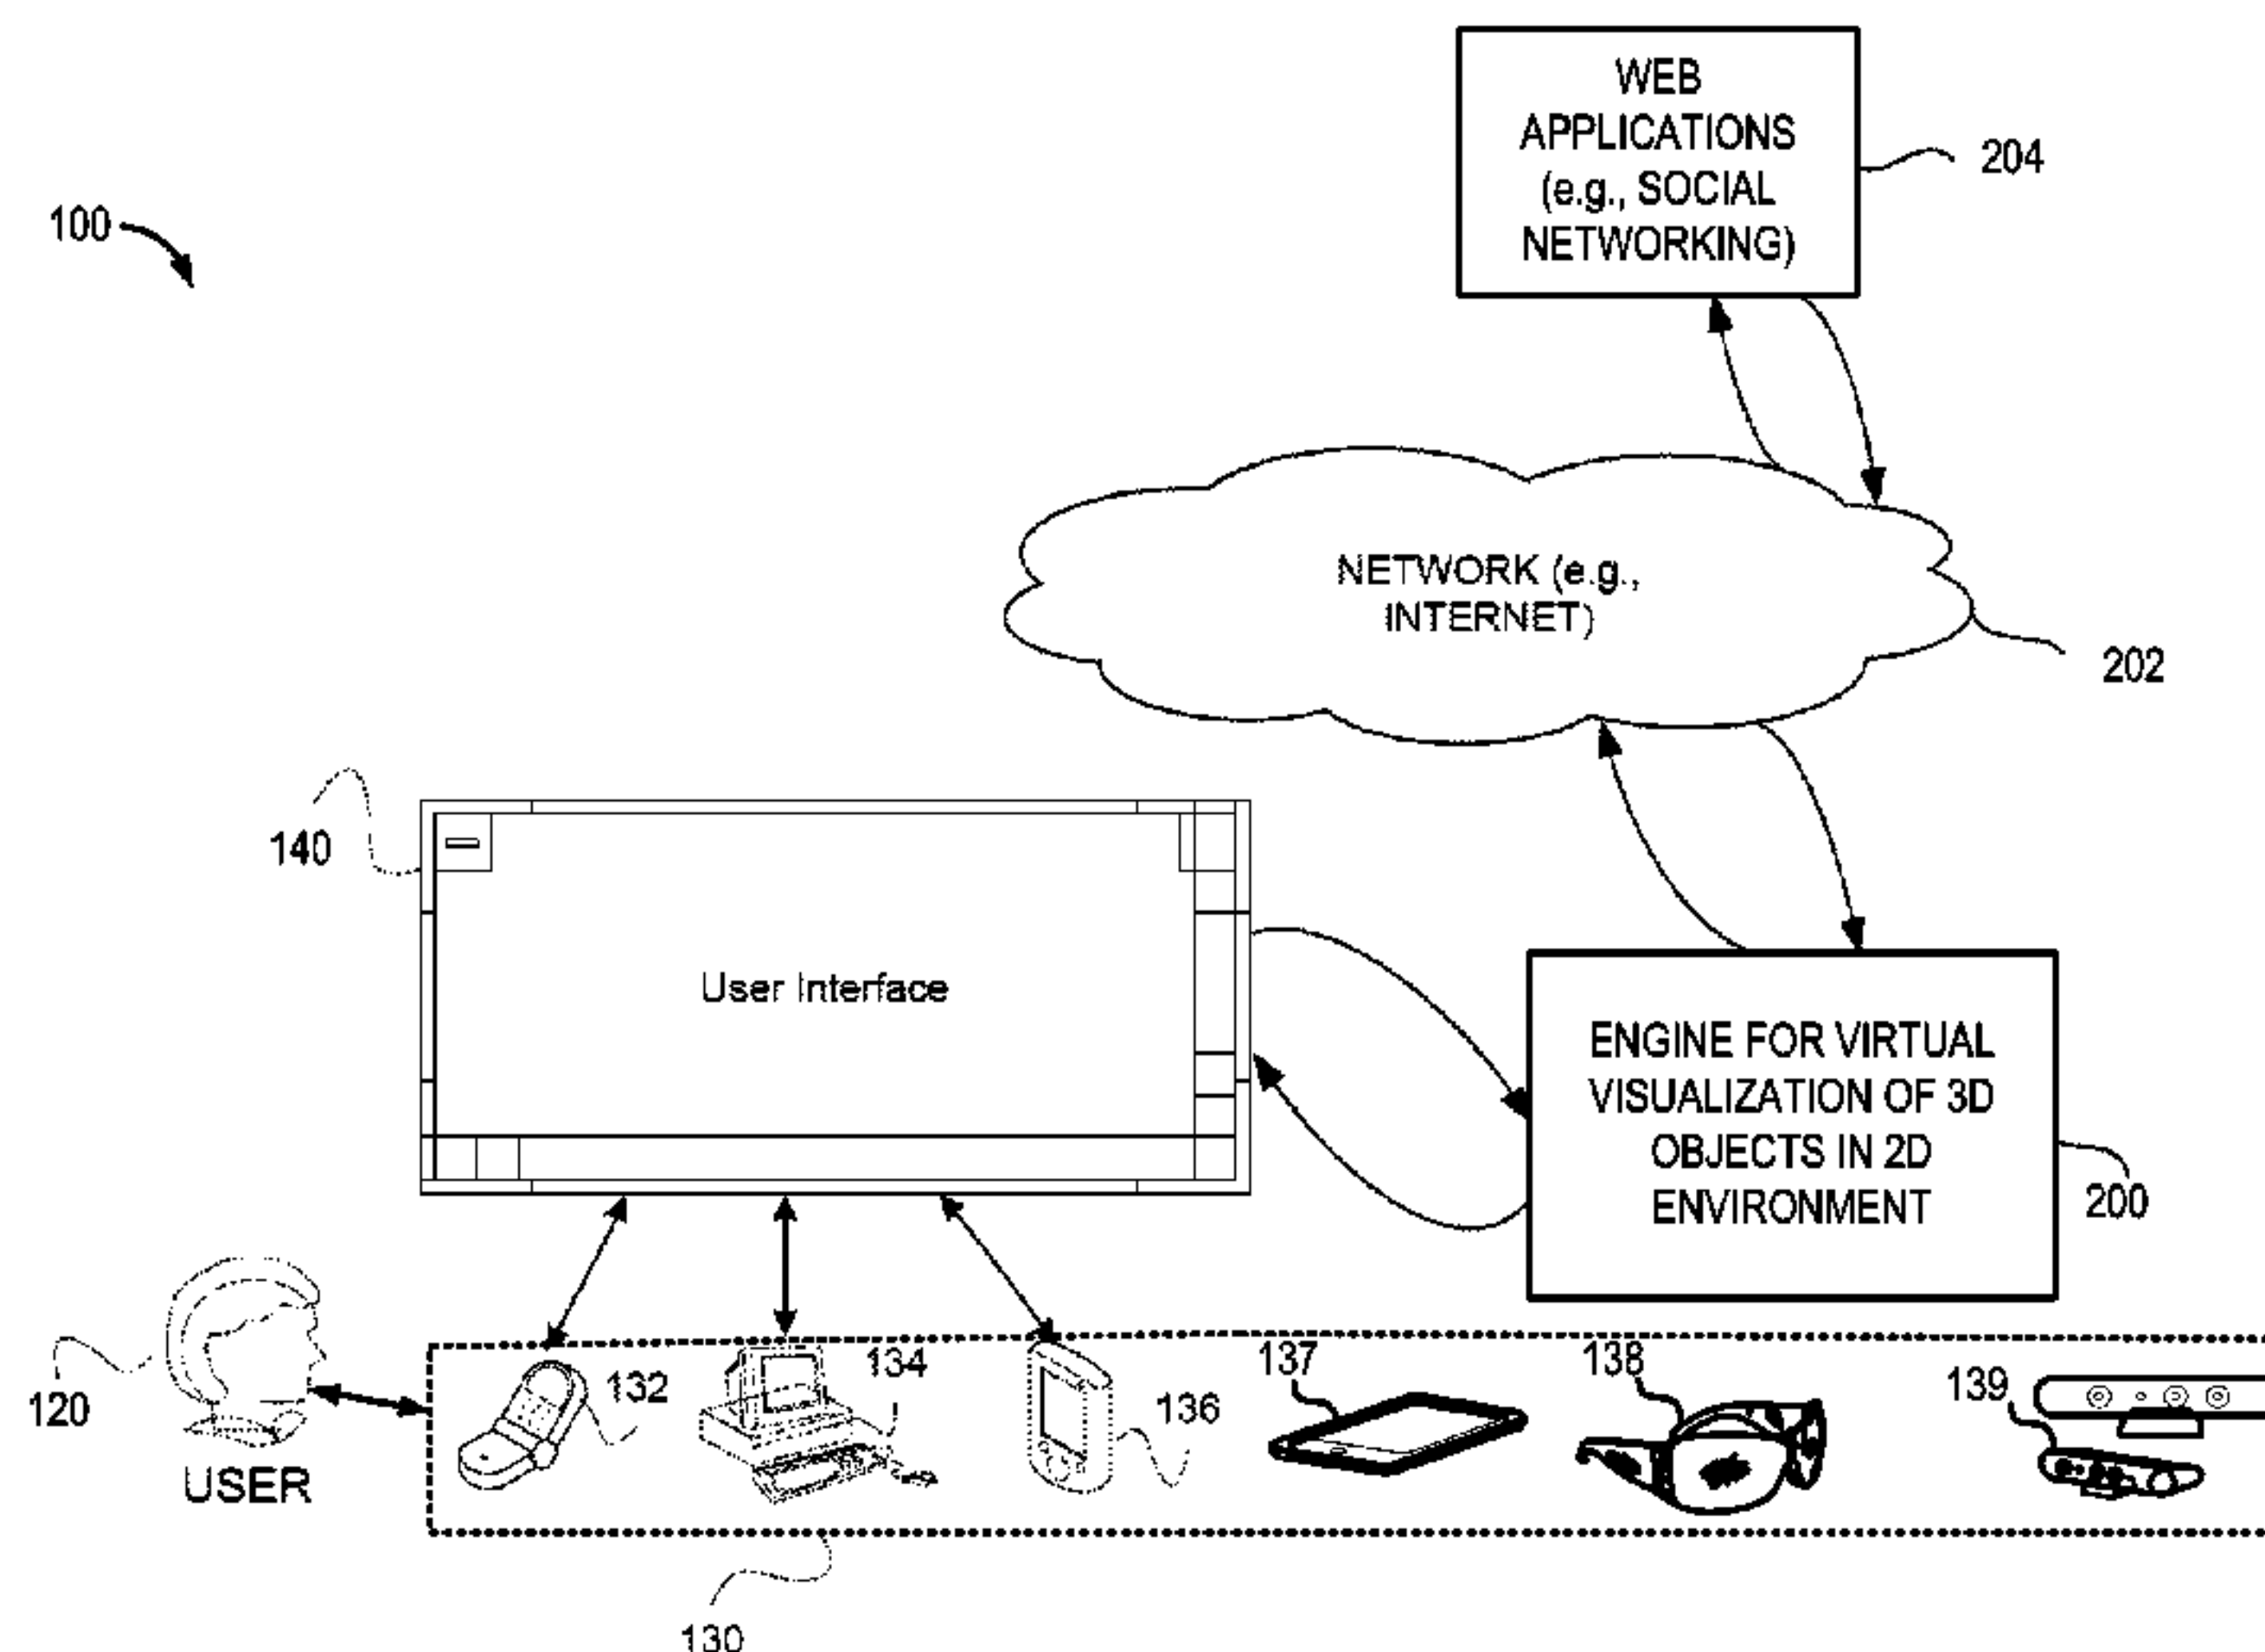 WEB
APPLICATIONS
(e.g., SOCIAL
NETWORKING)
204
100
NETWORK (e.g.,
INTERNET)
202
140
User Interface
ENGINE FOR VIRTUAL
VISUALIZATION OF 3D
OBJECTS IN 2D
ENVIRONMENT
200
120
USER
132
134
136
137
138
139
130